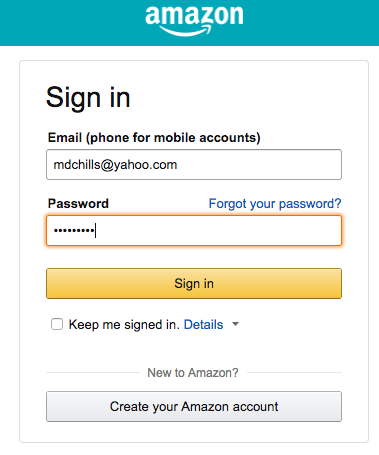 amazon
Sign in
Email (phone for mobile accounts)
mdchills@yahoo.com
Password Forgot your password?
•••••••••
Sign in
Keep me signed in. Details
New to Amazon?
Create your Amazon account